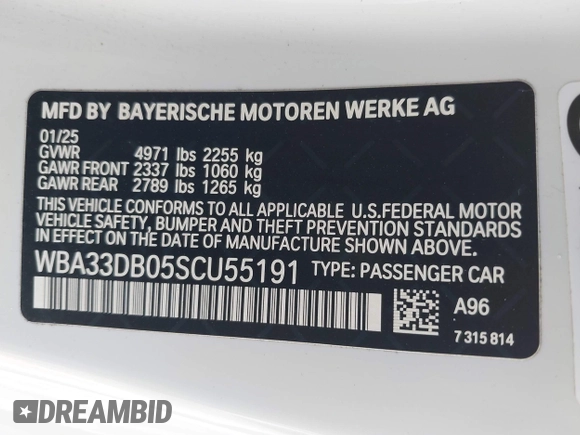 MFD BY BAYERISCHE MOTOREN WERKE AG
01/25
GVWR 4971 lbs 2255 kg
GAWR FRONT 2337 lbs 1060 kg
GAWR REAR 2789 lbs 1265 kg
THIS VEHICLE CONFORMS TO ALL APPLICABLE U.S.FEDERAL MOTOR
VEHICLE SAFETY, BUMPER AND THEFT PREVENTION STANDARDS
IN EFFECT ON THE DATE OF MANUFACTURE SHOWN ABOVE.
WBA33DB05SCU55191 TYPE: PASSENGER CAR
A96
7 315 814
DREAMBID